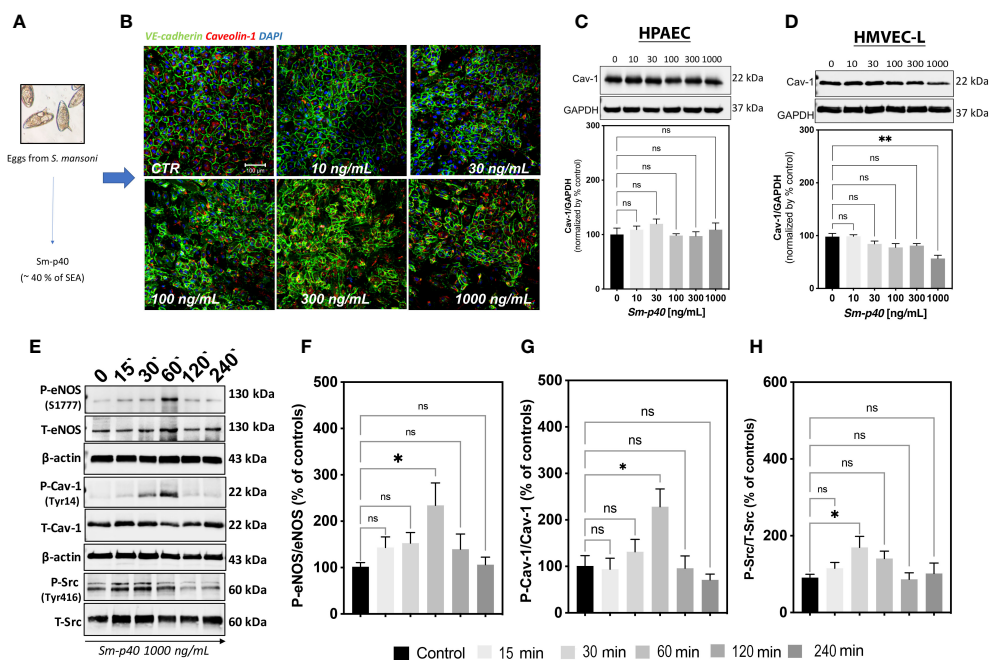 A
Eggs from S. mansoni
Sm-p40
(~ 40 % of SEA)
B
VE-cadherin Caveolin-1 DAPI
CTR
100 µm
10 ng/mL
30 ng/mL
100 ng/mL
300 ng/mL
1000 ng/mL
C
HPAEC
0 10 30 100 300 1000
Cav-1
22 kDa
GAPDH
37 kDa
300
200
100
0
Cav-1/GAPDH
(normalized by % control)
ns
ns
ns
ns
ns
0 10 30 100 300 1000
Sm-p40 [ng/mL]
D
HMVEC-L
0 10 30 100 300 1000
Cav-1
22 kDa
GAPDH
37 kDa
300
200
100
0
Cav-1/GAPDH
(normalized by % control)
**
ns
ns
ns
ns
0 10 30 100 300 1000
Sm-p40 [ng/mL]
E
0 15` 30` 60` 120` 240`
P-eNOS
(S1777)
130 kDa
T-eNOS
130 kDa
β-actin
43 kDa
P-Cav-1
(Tyr14)
22 kDa
T-Cav-1
22 kDa
β-actin
43 kDa
P-Src
(Tyr416)
60 kDa
T-Src
60 kDa
Sm-p40 1000 ng/mL
F
500
400
300
200
100
0
P-eNOS/eNOS (% of controls)
ns
ns
*
ns
ns
G
500
400
300
200
100
0
P-Cav-1/Cav-1 (% of controls)
ns
ns
*
ns
ns
H
600
400
200
0
P-Src/T-Src (% of controls)
ns
ns
ns
ns
*
Control 15 min 30 min 60 min 120 min 240 min